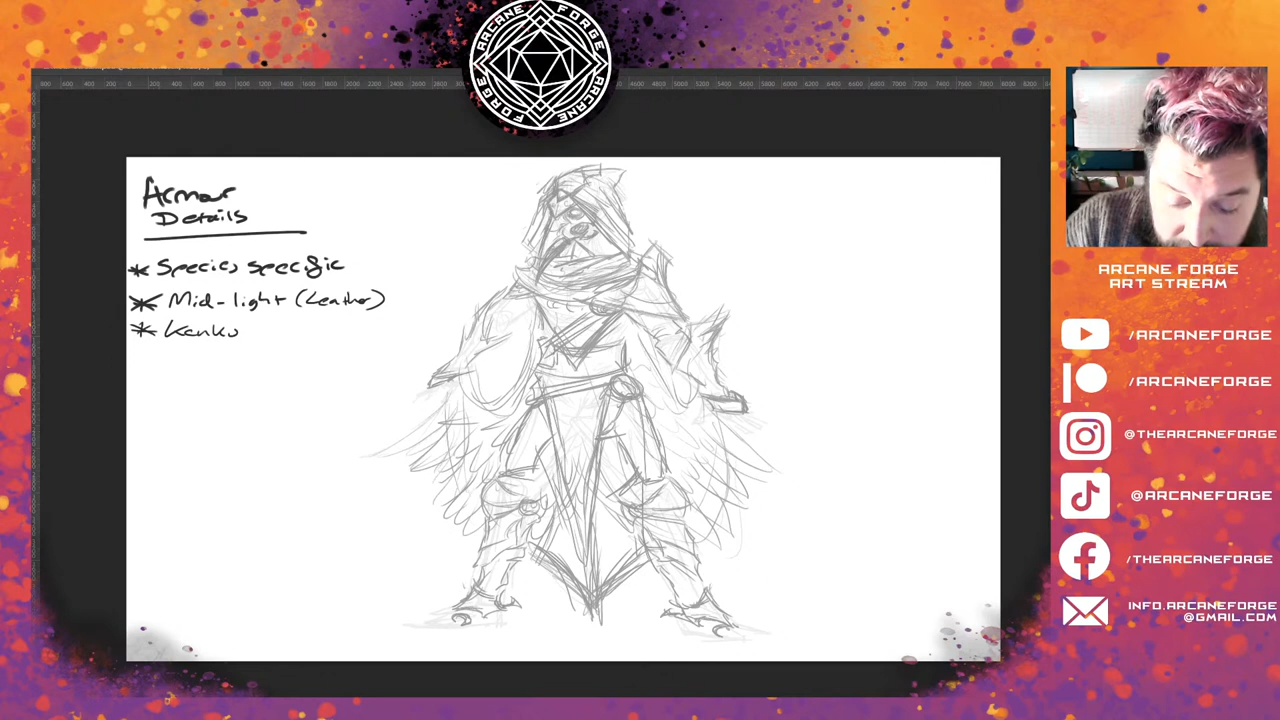 ARCANE FORGE
ARCANE FORGE
Armor
Details
* Species specific
* Mid-light (Leather)
* Kenku
ARCANE FORGE
ART STREAM
/ARCANEFORGE
/ARCANEFORGE
@THEARCANEFORGE
@ARCANEFORGE
/THEARCANEFORGE
INFO.ARCANEFORGE
@GMAIL.COM